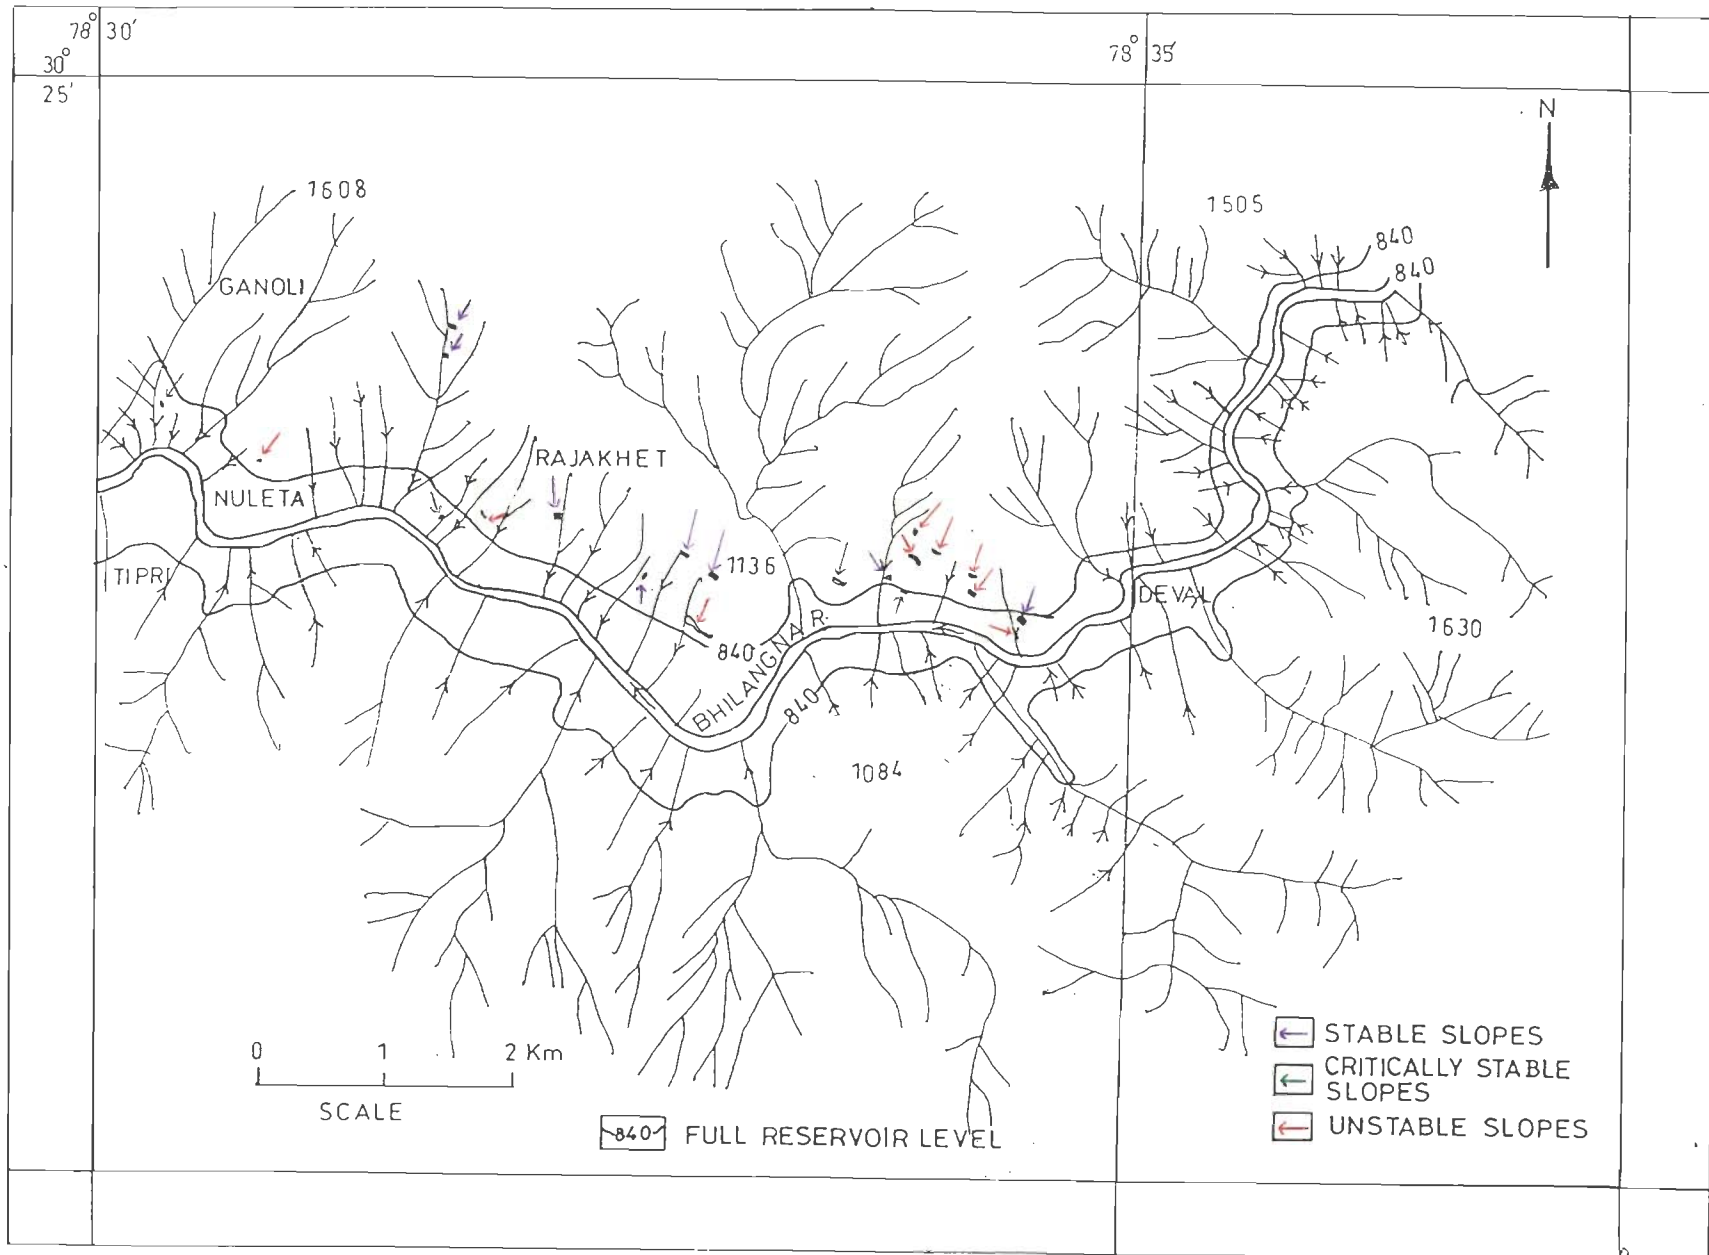 78° 30′
78° 35′
30°
25′
N
1608
1505
840
840
GANOLI
RAJAKHET
NULETA
TIPRI
1136
DEVAL
1630
840
BHILANGNA R.
840
1084
0 1 2 Km
SCALE
840 FULL RESERVOIR LEVEL
STABLE SLOPES
CRITICALLY STABLE
SLOPES
UNSTABLE SLOPES